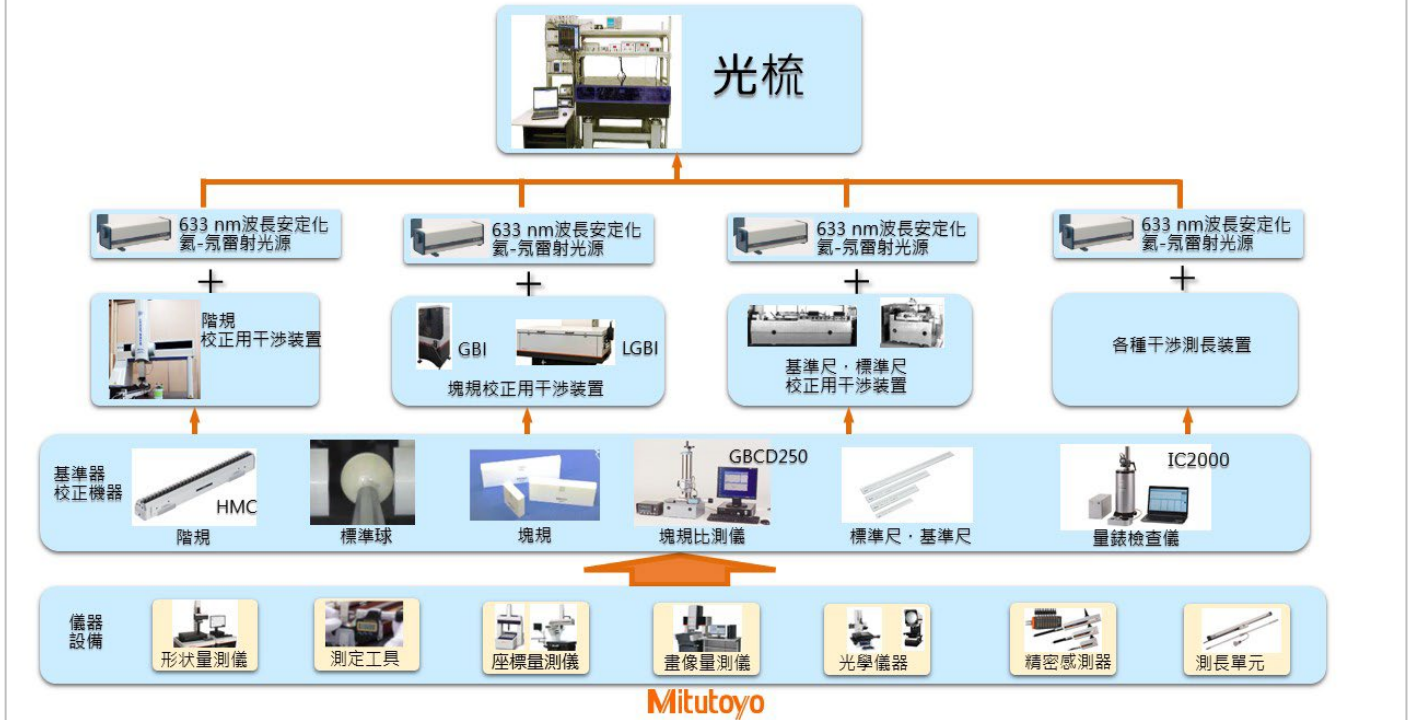 光梳
633 nm波長安定化
氦-氖雷射光源
633 nm波長安定化
氦-氖雷射光源
633 nm波長安定化
氦-氖雷射光源
633 nm波長安定化
氦-氖雷射光源
+
+
+
+
階規
校正用干渉装置
GBI
LGBI
塊規校正用干渉装置
基準尺・標準尺
校正用干渉装置
各種干渉測長装置
基準器
校正機器
HMC
階規
標準球
塊規
GBCD250
塊規比測儀
標準尺・基準尺
IC2000
量錶檢查儀
儀器
設備
形状量測儀
測定工具
座標量測儀
畫像量測儀
光學儀器
精密感測器
測長單元
Mitutoyo